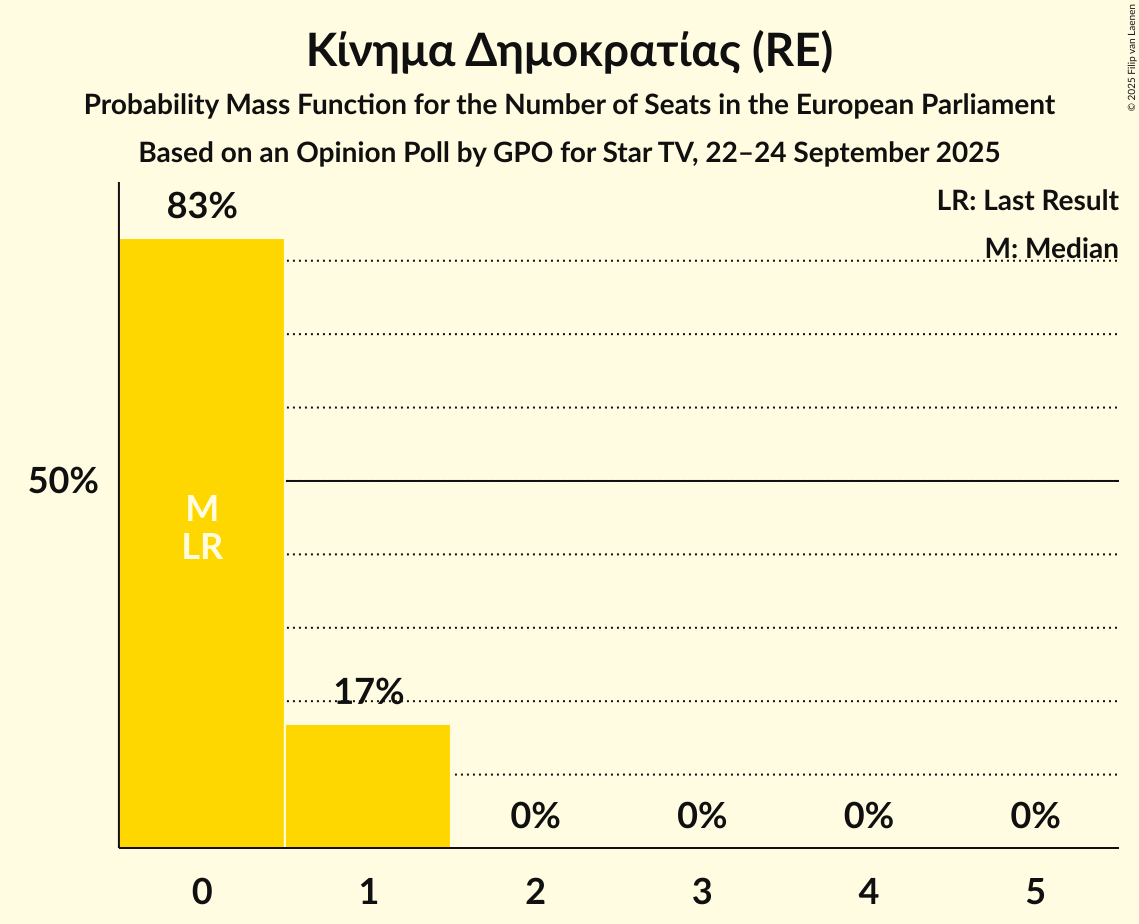 Κίνημα Δημοκρατίας (RE)
Probability Mass Function for the Number of Seats in the European Parliament
Based on an Opinion Poll by GPO for Star TV, 22–24 September 2025
© 2025 Filip van Laenen
LR: Last Result
M: Median
83%
50%
M
LR
17%
0% 0% 0% 0%
0 1 2 3 4 5